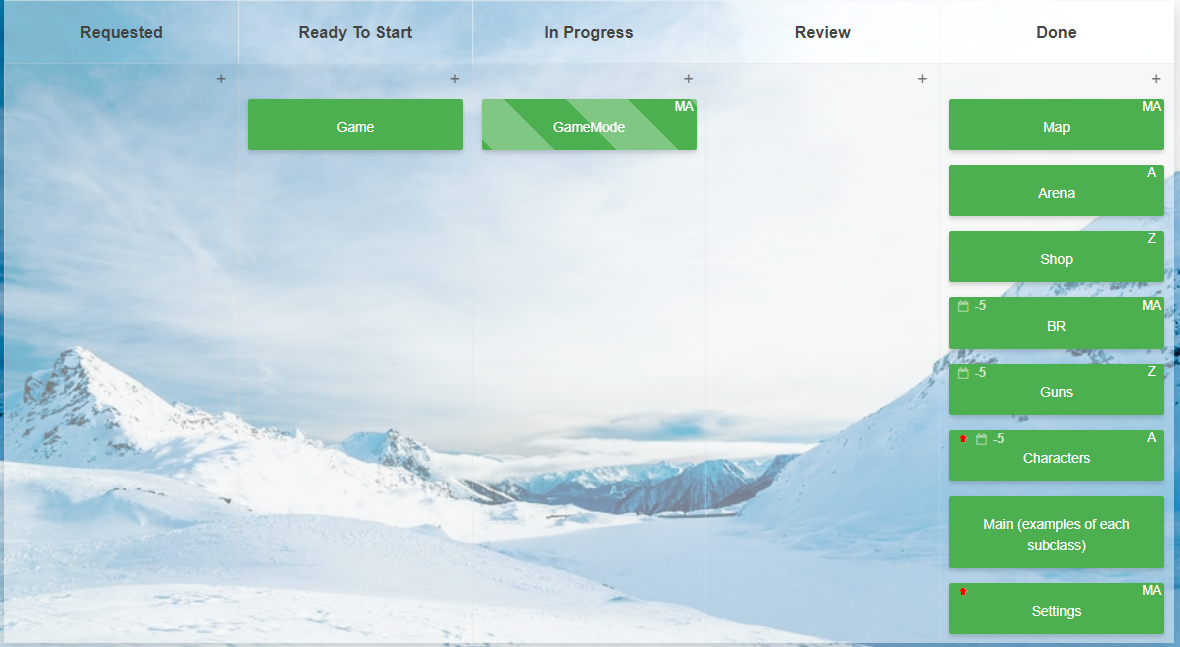 Requested
Ready To Start
In Progress
Review
Done
+
+
+
+
+
Game
MA
GameMode
MA
Map
A
Arena
Z
Shop
-5
MA
BR
-5
Z
Guns
-5
A
Characters
Main (examples of each
subclass)
MA
Settings